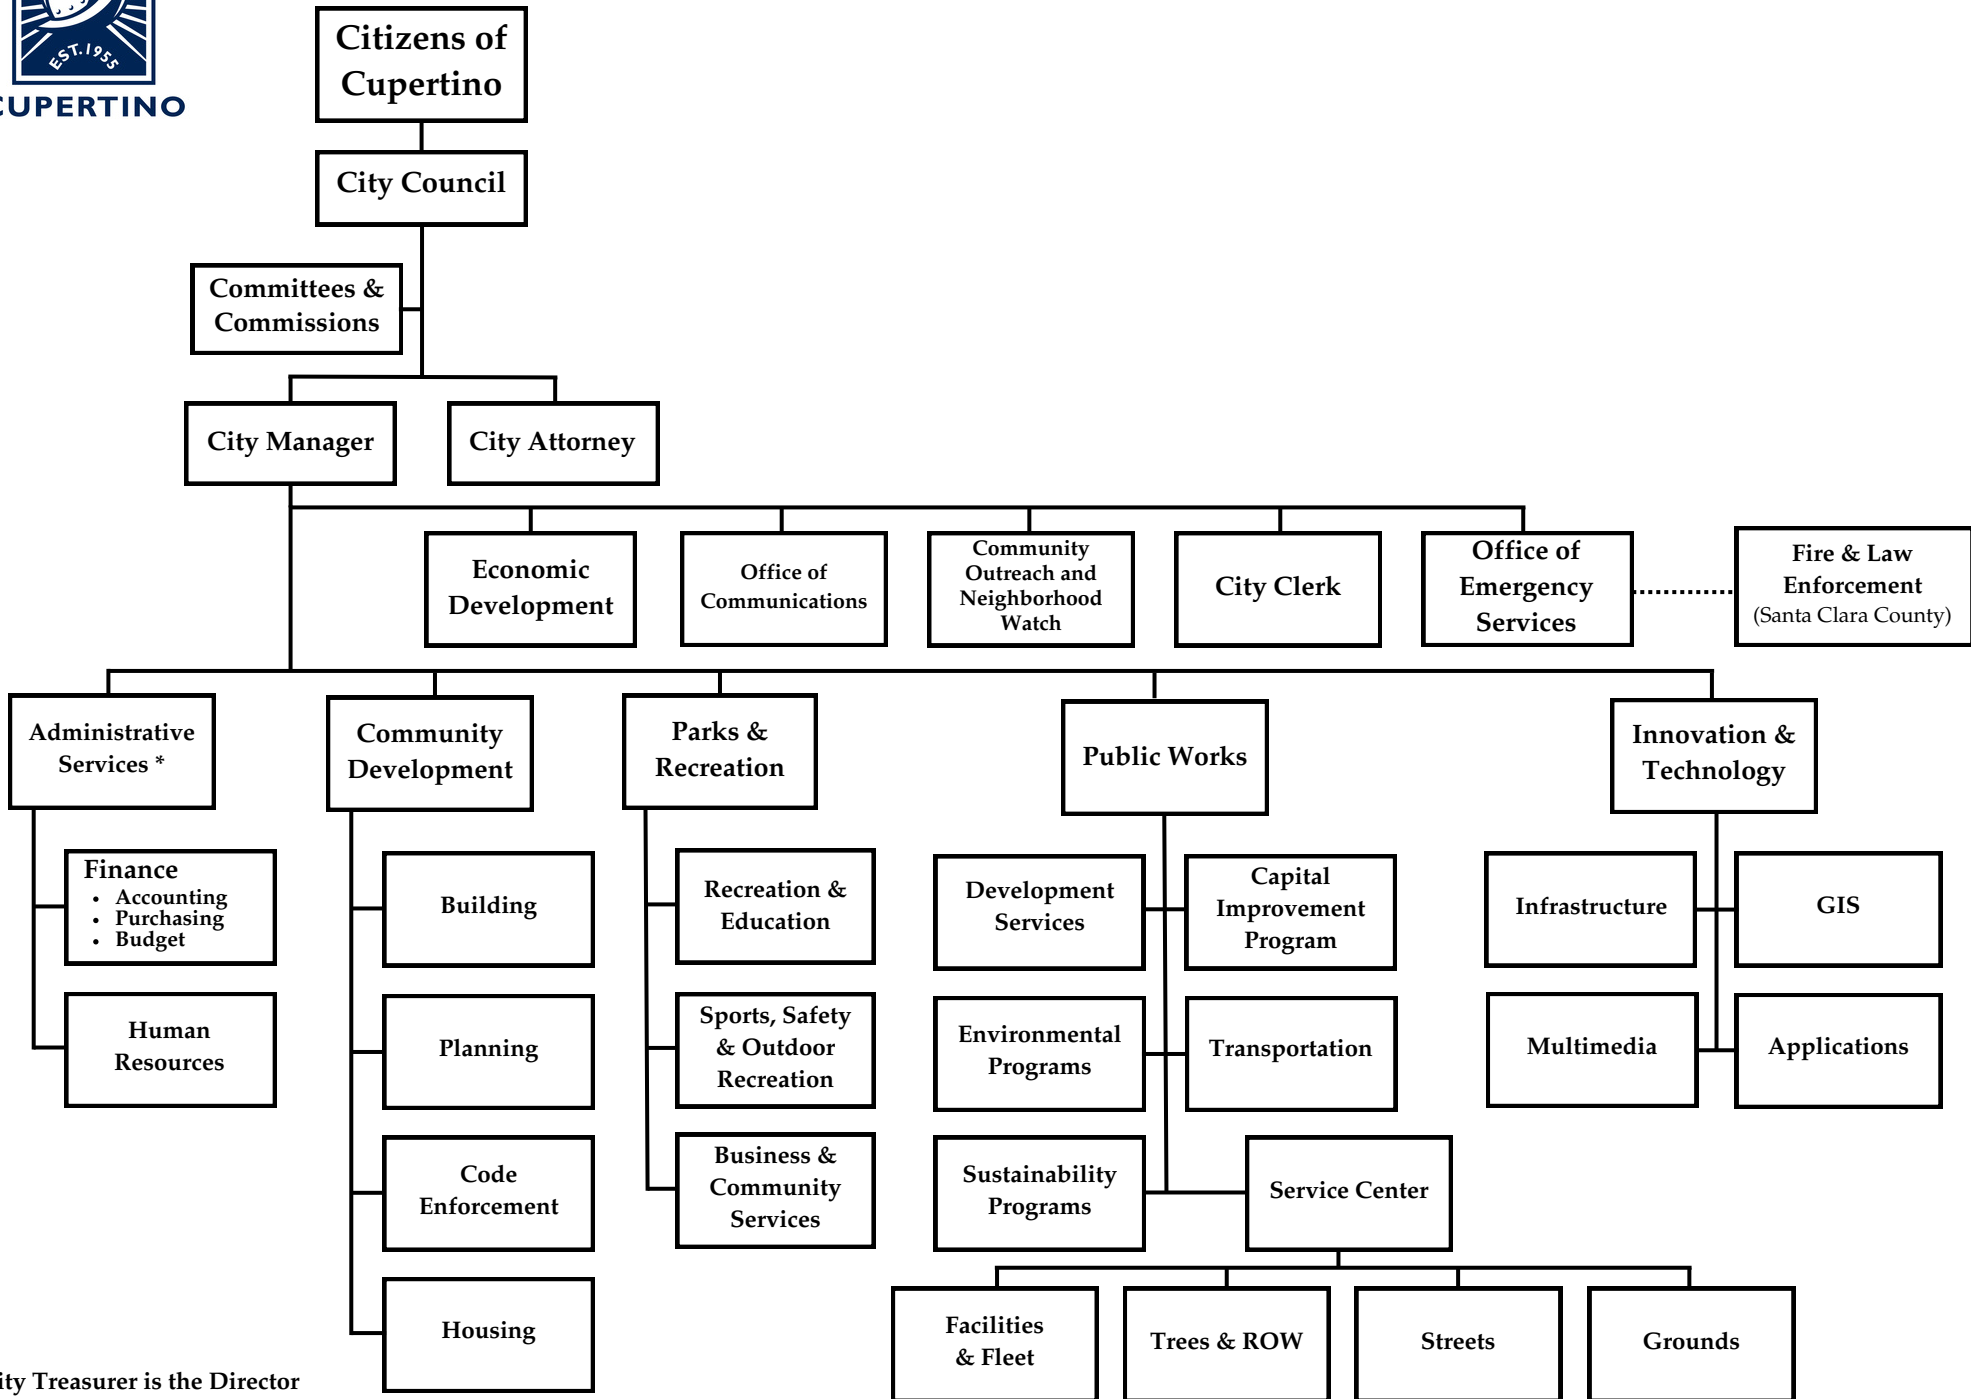 EST. 1955
CUPERTINO
Citizens of
Cupertino
City Council
Committees &
Commissions
City Manager
City Attorney
Economic
Development
Office of
Communications
Community
Outreach and
Neighborhood
Watch
City Clerk
Office of
Emergency
Services
Fire & Law
Enforcement
(Santa Clara County)
Administrative
Services *
Community
Development
Parks &
Recreation
Public Works
Innovation &
Technology
Finance
• Accounting
• Purchasing
• Budget
Human
Resources
Building
Planning
Code
Enforcement
Housing
Recreation &
Education
Sports, Safety
& Outdoor
Recreation
Business &
Community
Services
Development
Services
Capital
Improvement
Program
Environmental
Programs
Transportation
Sustainability
Programs
Service Center
Facilities
& Fleet
Trees & ROW
Streets
Grounds
Infrastructure
GIS
Multimedia
Applications
ity Treasurer is the Director